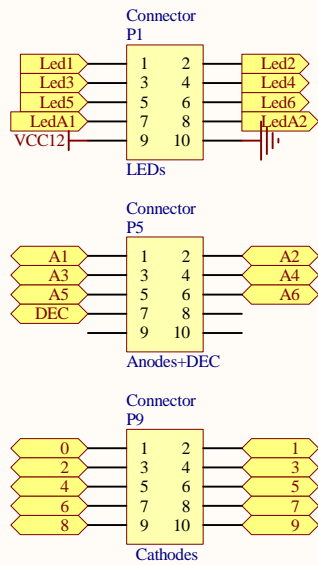 Connector
P1
Led1 1 2 Led2
Led3 3 4 Led4
Led5 5 6 Led6
LedA1 7 8 LedA2
VCC12 9 10
LEDs
Connector
P5
A1 1 2 A2
A3 3 4 A4
A5 5 6 A6
DEC 7 8
9 10
Anodes+DEC
Connector
P9
0 1 2 1
2 3 4 3
4 5 6 5
6 7 8 7
8 9 10 9
Cathodes